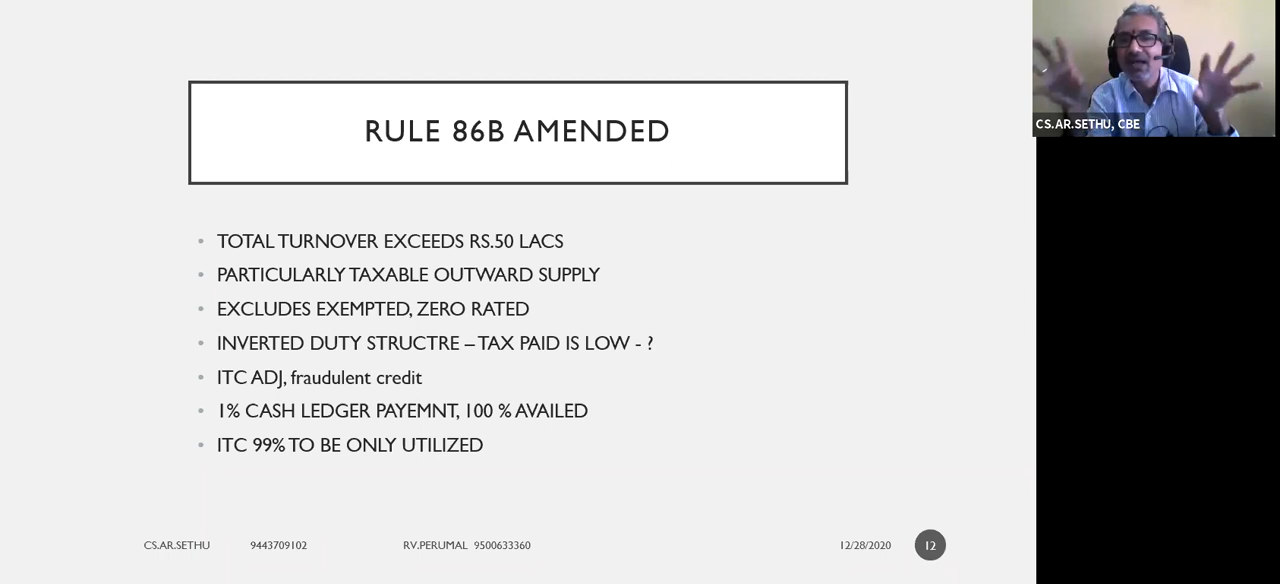 RULE 86B AMENDED
• TOTAL TURNOVER EXCEEDS RS.50 LACS
• PARTICULARLY TAXABLE OUTWARD SUPPLY
• EXCLUDES EXEMPTED, ZERO RATED
• INVERTED DUTY STRUCTRE – TAX PAID IS LOW - ?
• ITC ADJ, fraudulent credit
• 1% CASH LEDGER PAYEMNT, 100 % AVAILED
• ITC 99% TO BE ONLY UTILIZED
CS.AR.SETHU 9443709102 RV.PERUMAL 9500633360 12/28/2020 12
CS.AR.SETHU, CBE